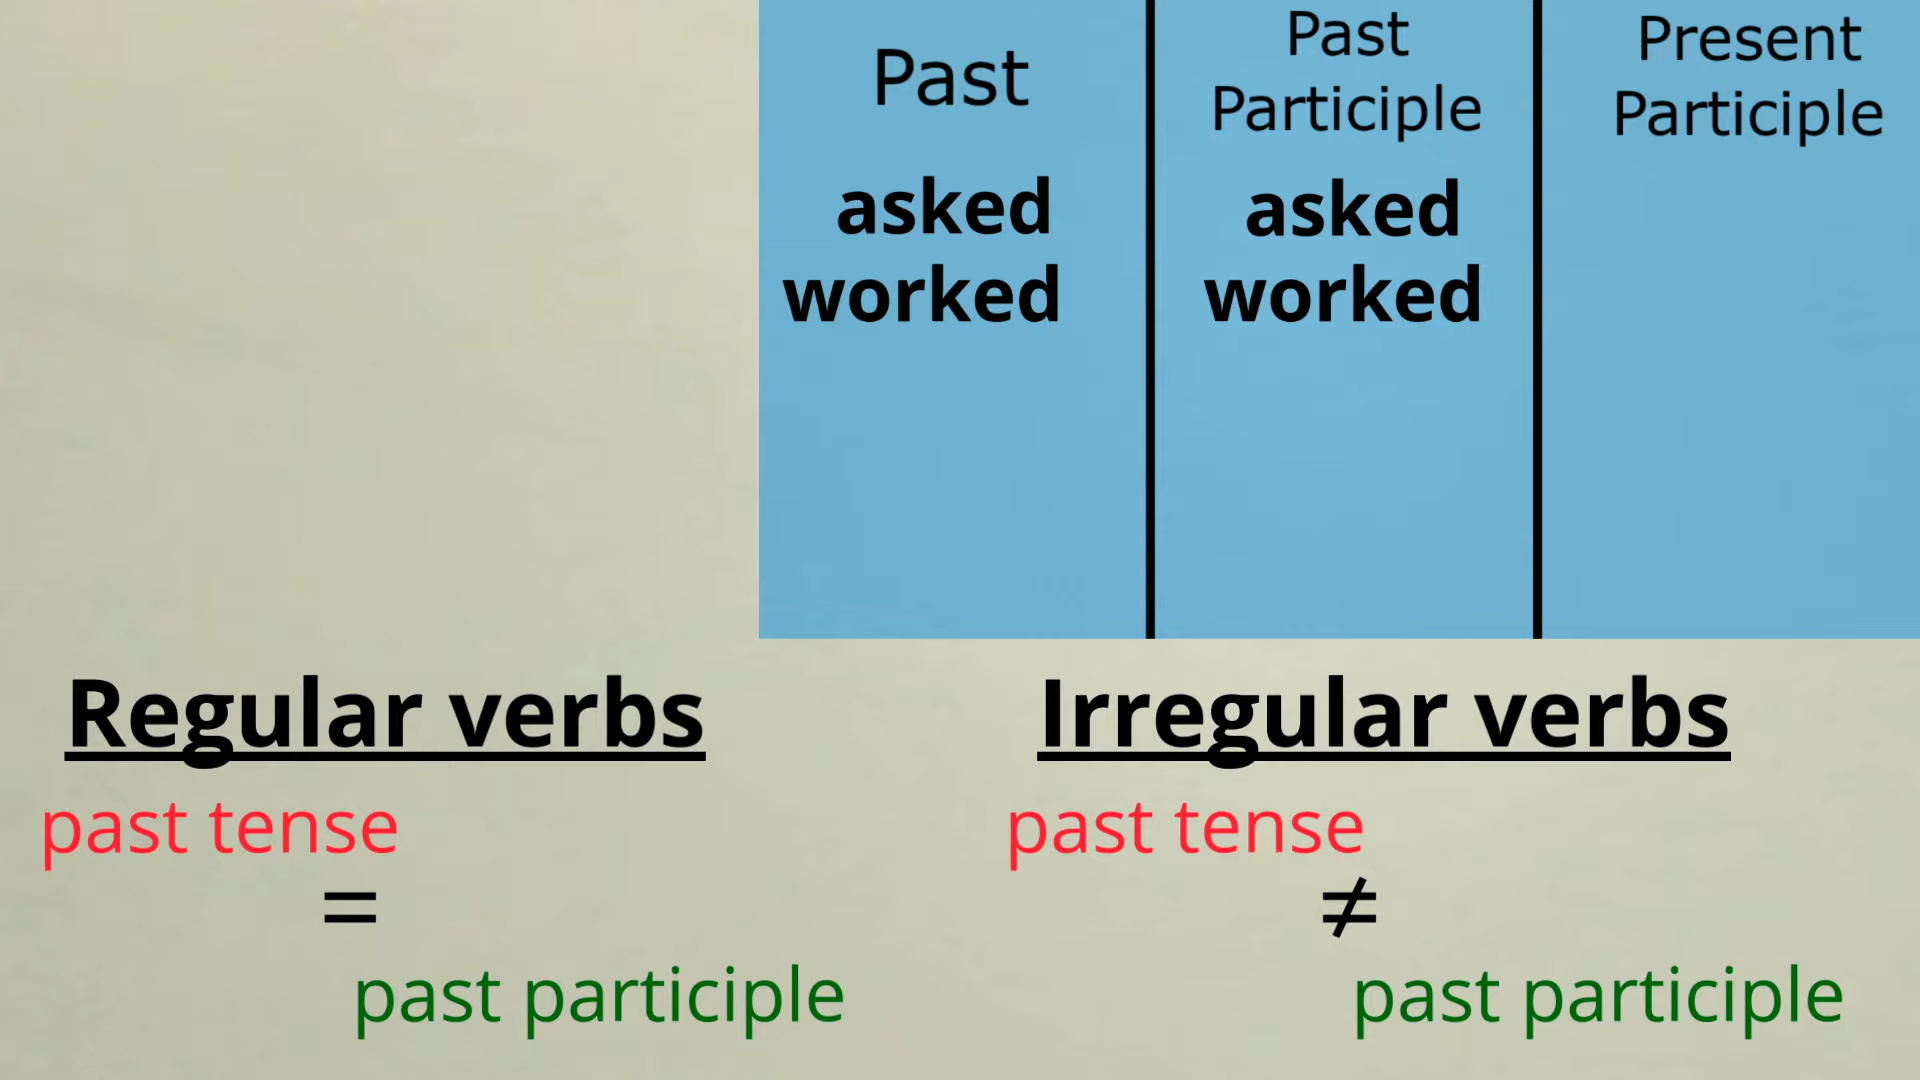 Past
Past
Participle
Present
Participle
asked
asked
worked
worked
Regular verbs
Irregular verbs
past tense
past tense
=
≠
past participle
past participle